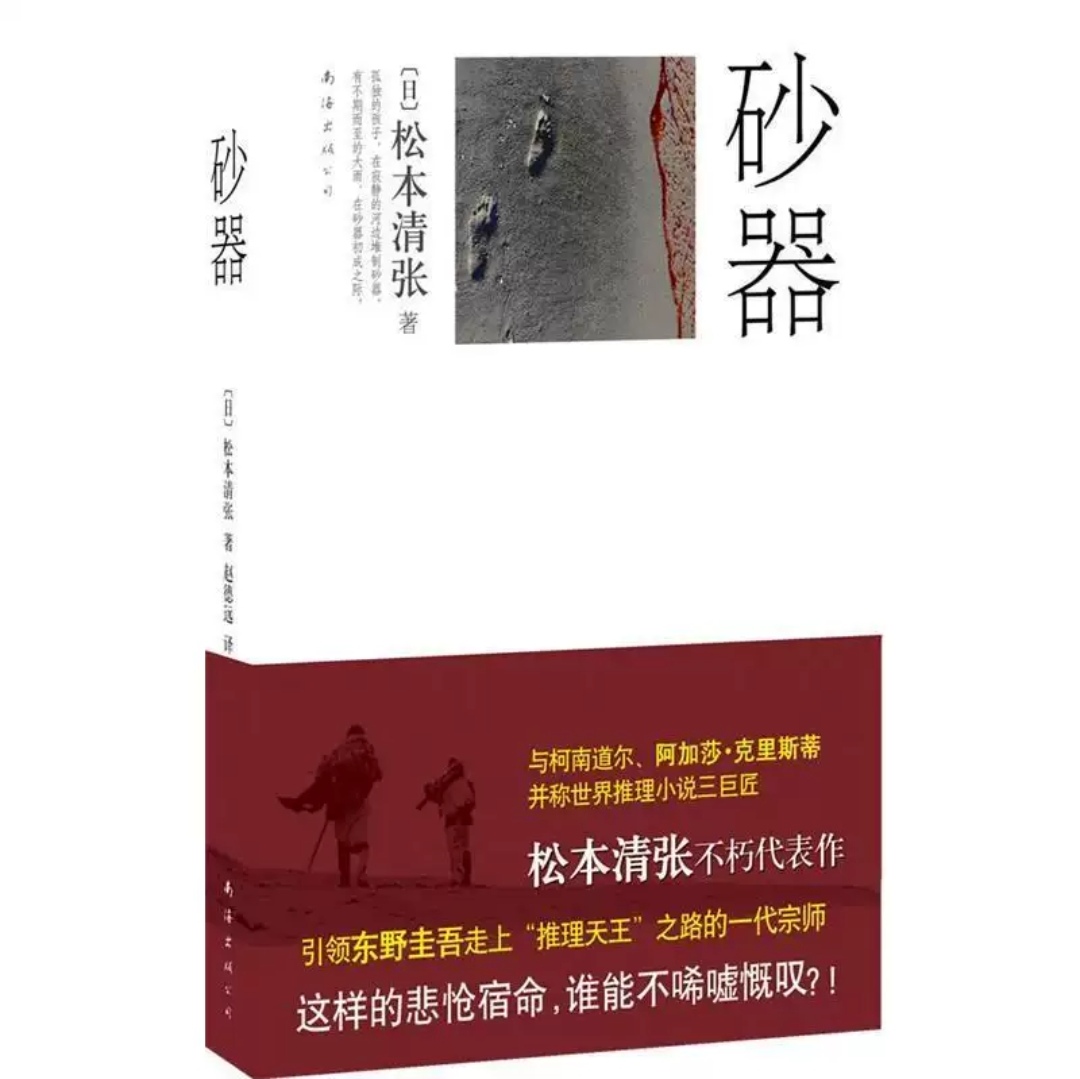 砂器
〔日〕松本清张 著
孤独的孩子，在寂静的河边堆制砂器。
有不期而至的大雨，在砂器初成之际。
南海出版公司
砂器
〔日〕松本清张 著 赵德远 译
南海出版公司
与柯南道尔、阿加莎·克里斯蒂
并称世界推理小说三巨匠
松本清张不朽代表作
引领东野圭吾走上“推理天王”之路的一代宗师
这样的悲怆宿命，谁能不唏嘘慨叹?!